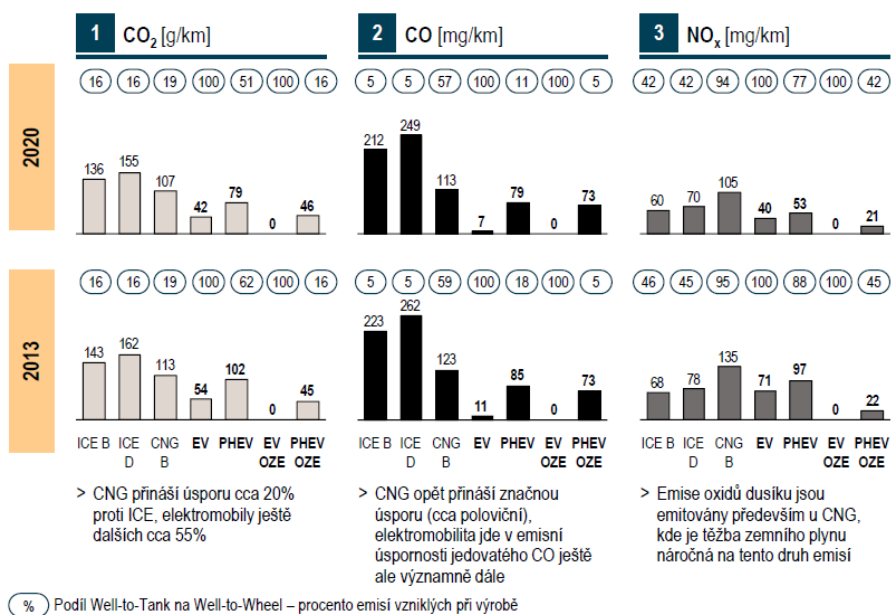 1 CO₂ [g/km]
2 CO [mg/km]
3 NOₓ [mg/km]
2020
16 16 19 100 51 100 16
5 5 57 100 11 100 5
42 42 94 100 77 100 42
136 155 107 42 79 0 46
212 249 113 7 79 0 73
60 70 105 40 53 0 21
2013
16 16 19 100 62 100 16
5 5 59 100 18 100 5
46 45 95 100 88 100 45
143 162 113 54 102 0 45
223 262 123 11 85 0 73
68 78 135 71 97 0 22
ICE B ICE D CNG B EV PHEV EV OZE PHEV OZE
ICE B ICE D CNG B EV PHEV EV OZE PHEV OZE
ICE B ICE D CNG B EV PHEV EV OZE PHEV OZE
> CNG přináší úsporu cca 20%
proti ICE, elektromobily ještě
dalších cca 55%
> CNG opět přináší značnou
úsporu (cca poloviční),
elektromobilita jde v emisní
úspornosti jedovatého CO ještě
ale významně dále
> Emise oxidů dusíku jsou
emitovány především u CNG,
kde je těžba zemního plynu
náročná na tento druh emisí
% Podíl Well-to-Tank na Well-to-Wheel – procento emisí vzniklých při výrobě